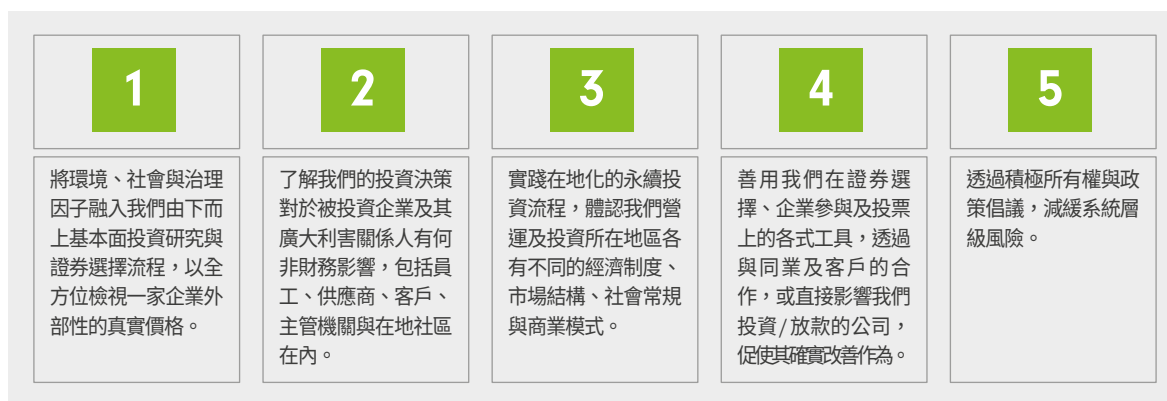 1
將環境、社會與治理
因子融入我們由下而
上基本面投資研究與
證券選擇流程，以全
方位檢視一家企業外
部性的真實價格。
2
了解我們的投資決策
對於被投資企業及其
廣大利害關係人有何
非財務影響，包括員
工、供應商、客戶、
主管機關與在地社區
在內。
3
實踐在地化的永續投
資流程，體認我們營
運及投資所在地區各
有不同的經濟制度、
市場結構、社會常規
與商業模式。
4
善用我們在證券選
擇、企業參與及投票
上的各式工具，透過
與同業及客戶的合
作，或直接影響我們
投資/放款的公司，
促使其確實改善作為。
5
透過積極所有權與政
策倡議，減緩系統層
級風險。